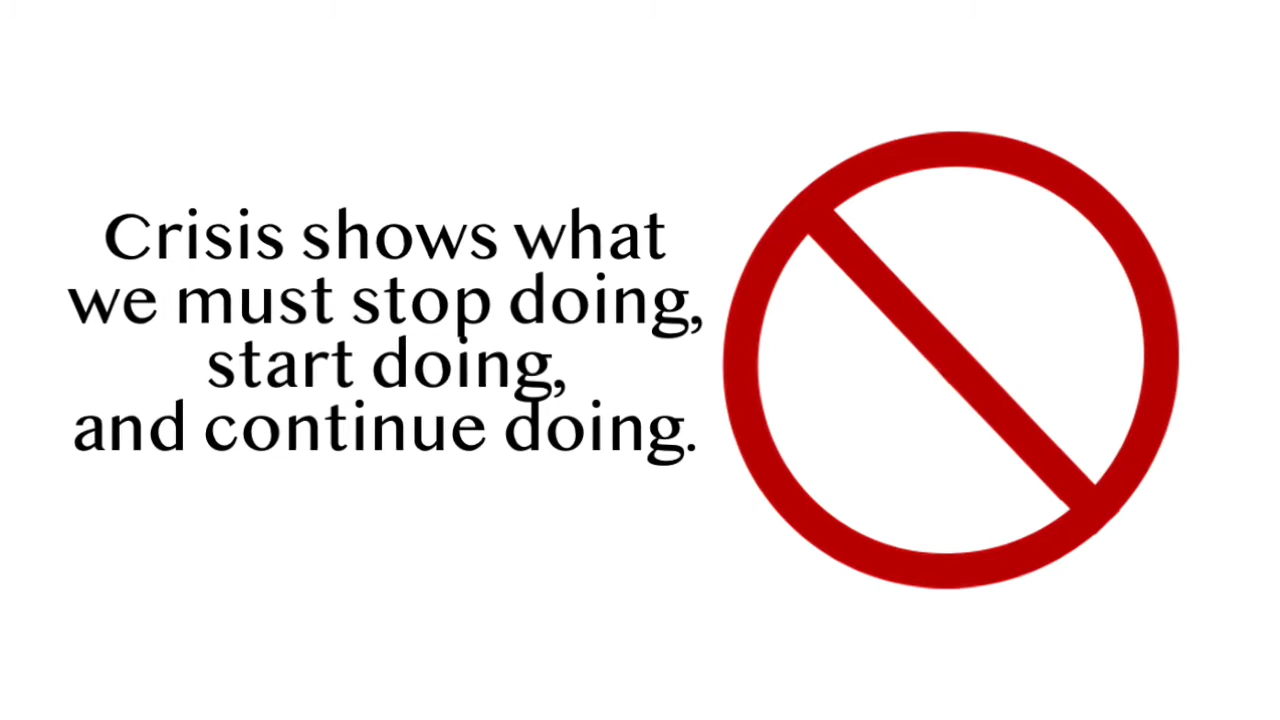 Crisis shows what
we must stop doing,
start doing,
and continue doing.